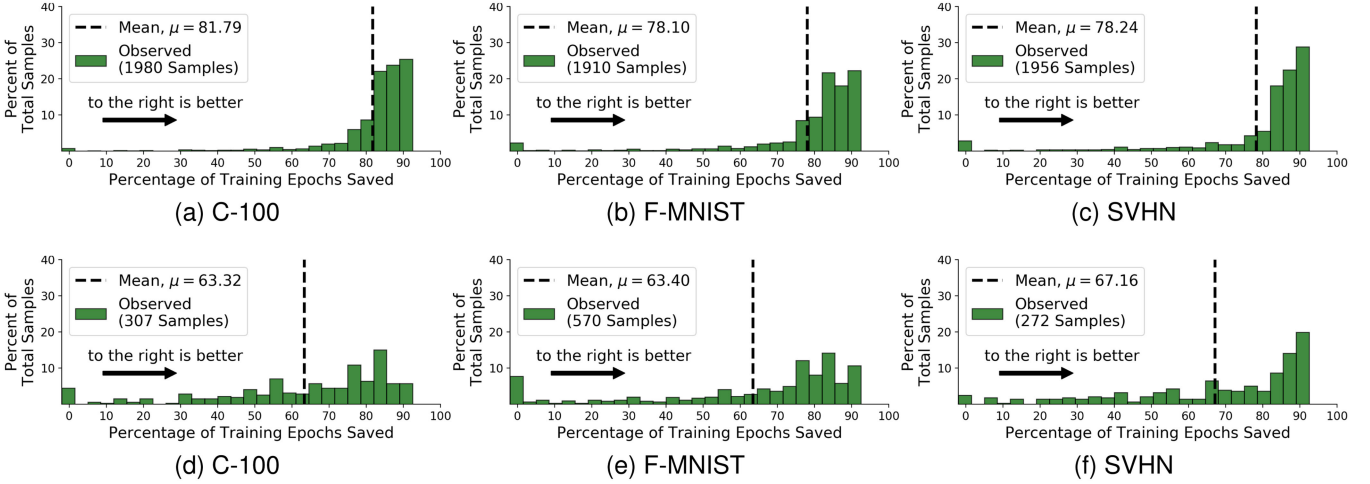 Percent of
Total Samples
40
30
20
10
Mean, μ = 81.79
Observed
(1980 Samples)
to the right is better
0 10 20 30 40 50 60 70 80 90 100
Percentage of Training Epochs Saved
(a) C-100
Percent of
Total Samples
40
30
20
10
Mean, μ = 78.10
Observed
(1910 Samples)
to the right is better
0 10 20 30 40 50 60 70 80 90 100
Percentage of Training Epochs Saved
(b) F-MNIST
Percent of
Total Samples
40
30
20
10
Mean, μ = 78.24
Observed
(1956 Samples)
to the right is better
0 10 20 30 40 50 60 70 80 90 100
Percentage of Training Epochs Saved
(c) SVHN
Percent of
Total Samples
40
30
20
10
Mean, μ = 63.32
Observed
(307 Samples)
to the right is better
0 10 20 30 40 50 60 70 80 90 100
Percentage of Training Epochs Saved
(d) C-100
Percent of
Total Samples
40
30
20
10
Mean, μ = 63.40
Observed
(570 Samples)
to the right is better
0 10 20 30 40 50 60 70 80 90 100
Percentage of Training Epochs Saved
(e) F-MNIST
Percent of
Total Samples
40
30
20
10
Mean, μ = 67.16
Observed
(272 Samples)
to the right is better
0 10 20 30 40 50 60 70 80 90 100
Percentage of Training Epochs Saved
(f) SVHN